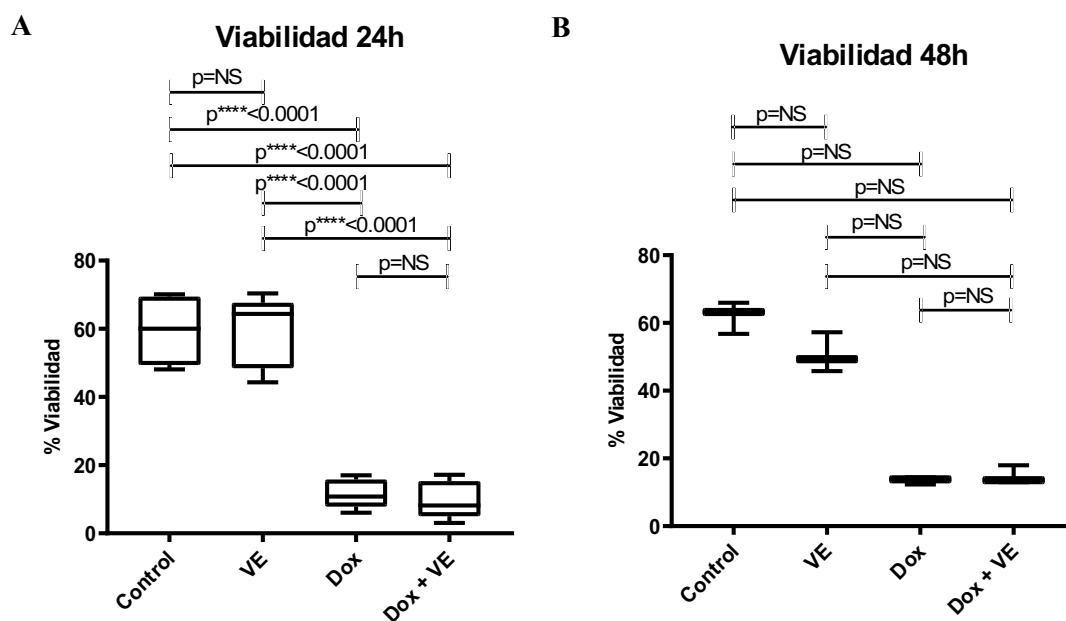 A
Viabilidad 24h
p=NS
p****<0.0001
p****<0.0001
p****<0.0001
p****<0.0001
p=NS
% Viabilidad
80
60
40
20
0
Control
VE
Dox
Dox + VE
B
Viabilidad 48h
p=NS
p=NS
p=NS
p=NS
p=NS
p=NS
% Viabilidad
80
60
40
20
0
Control
VE
Dox
Dox + VE